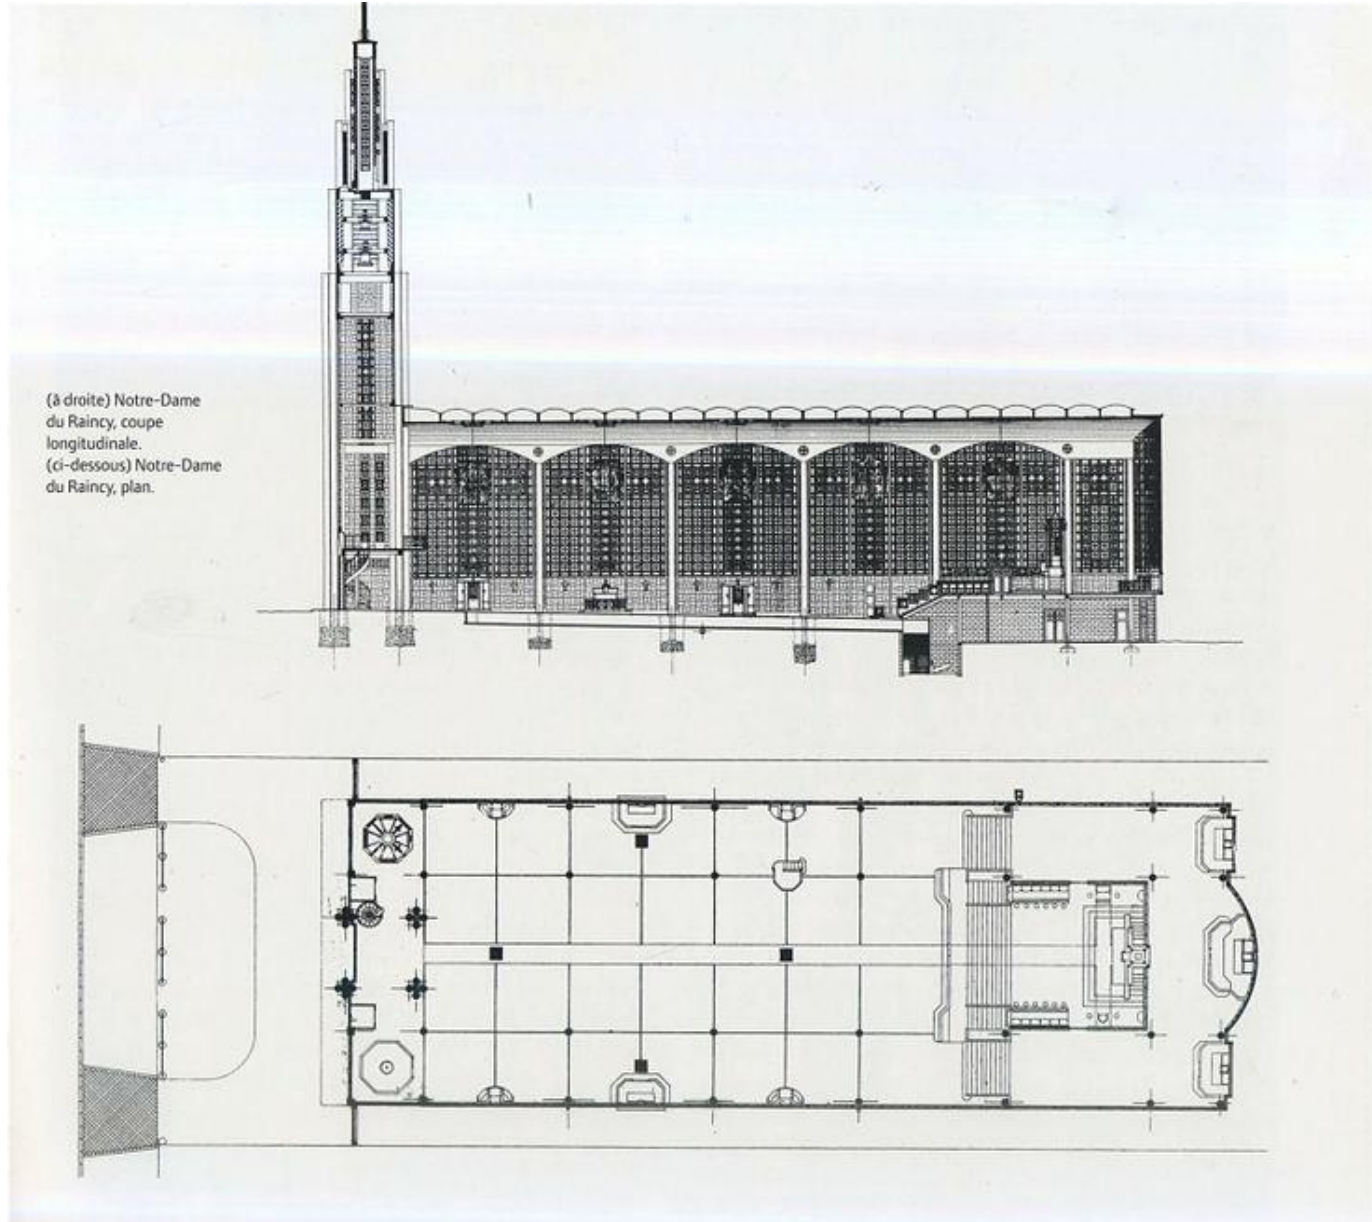 (à droite) Notre-Dame
du Raincy, coupe
longitudinale.
(ci-dessous) Notre-Dame
du Raincy, plan.